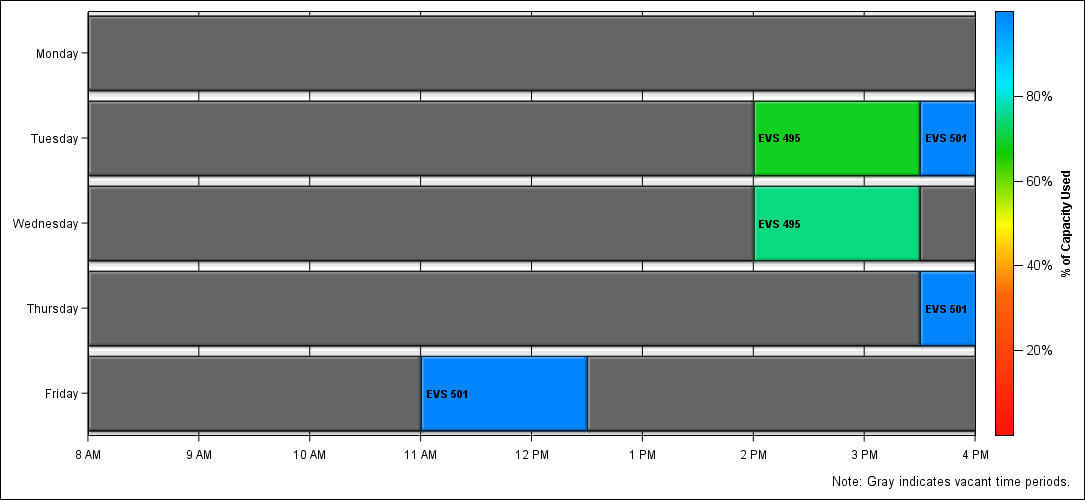 Monday
Tuesday
EVS 495
EVS 501
Wednesday
EVS 495
Thursday
EVS 501
Friday
EVS 501
8 AM
9 AM
10 AM
11 AM
12 PM
1 PM
2 PM
3 PM
4 PM
80%
60%
40%
20%
% of Capacity Used
Note: Gray indicates vacant time periods.